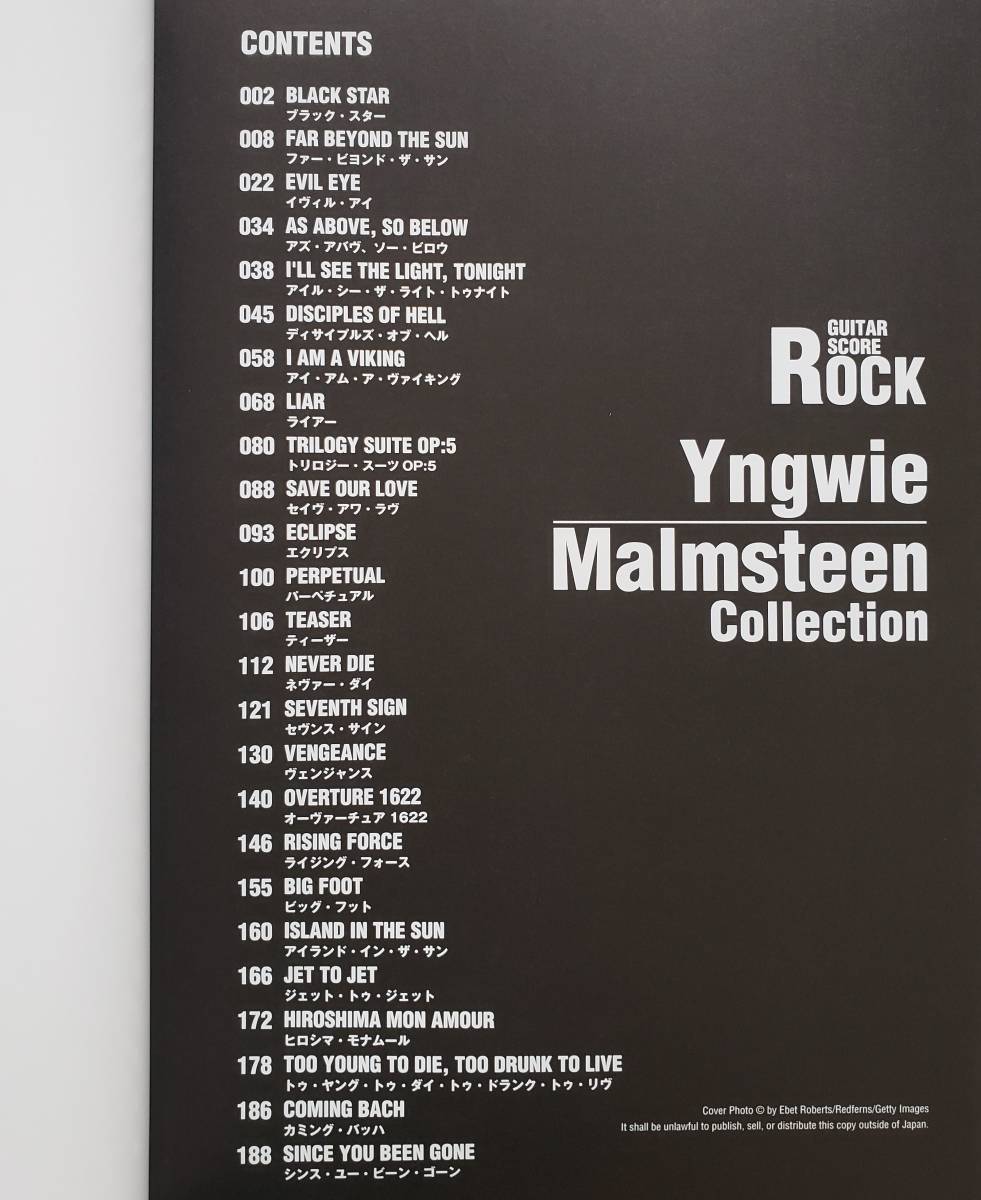 CONTENTS
002 BLACK STAR
ブラック・スター
008 FAR BEYOND THE SUN
ファー・ビヨンド・ザ・サン
022 EVIL EYE
イヴィル・アイ
034 AS ABOVE, SO BELOW
アズ・アバヴ、ソー・ビロウ
038 I'LL SEE THE LIGHT, TONIGHT
アイル・シー・ザ・ライト・トゥナイト
045 DISCIPLES OF HELL
ディサイプルズ・オブ・ヘル
058 I AM A VIKING
アイ・アム・ア・ヴァイキング
068 LIAR
ライアー
080 TRILOGY SUITE OP:5
トリロジー・スーツ OP:5
088 SAVE OUR LOVE
セイヴ・アワ・ラヴ
093 ECLIPSE
エクリプス
100 PERPETUAL
パーペチュアル
106 TEASER
ティーザー
112 NEVER DIE
ネヴァー・ダイ
121 SEVENTH SIGN
セヴンス・サイン
130 VENGEANCE
ヴェンジャンス
140 OVERTURE 1622
オーヴァーチュア 1622
146 RISING FORCE
ライジング・フォース
155 BIG FOOT
ビッグ・フット
160 ISLAND IN THE SUN
アイランド・イン・ザ・サン
166 JET TO JET
ジェット・トゥ・ジェット
172 HIROSHIMA MON AMOUR
ヒロシマ・モナムール
178 TOO YOUNG TO DIE, TOO DRUNK TO LIVE
トゥ・ヤング・トゥ・ダイ・トゥ・ドランク・トゥ・リヴ
186 COMING BACH
カミング・バッハ
188 SINCE YOU BEEN GONE
シンス・ユー・ビーン・ゴーン
GUITAR
SCORE
ROCK
Yngwie
Malmsteen
Collection
Cover Photo © by Ebet Roberts/Redferns/Getty Images
It shall be unlawful to publish, sell, or distribute this copy outside of Japan.